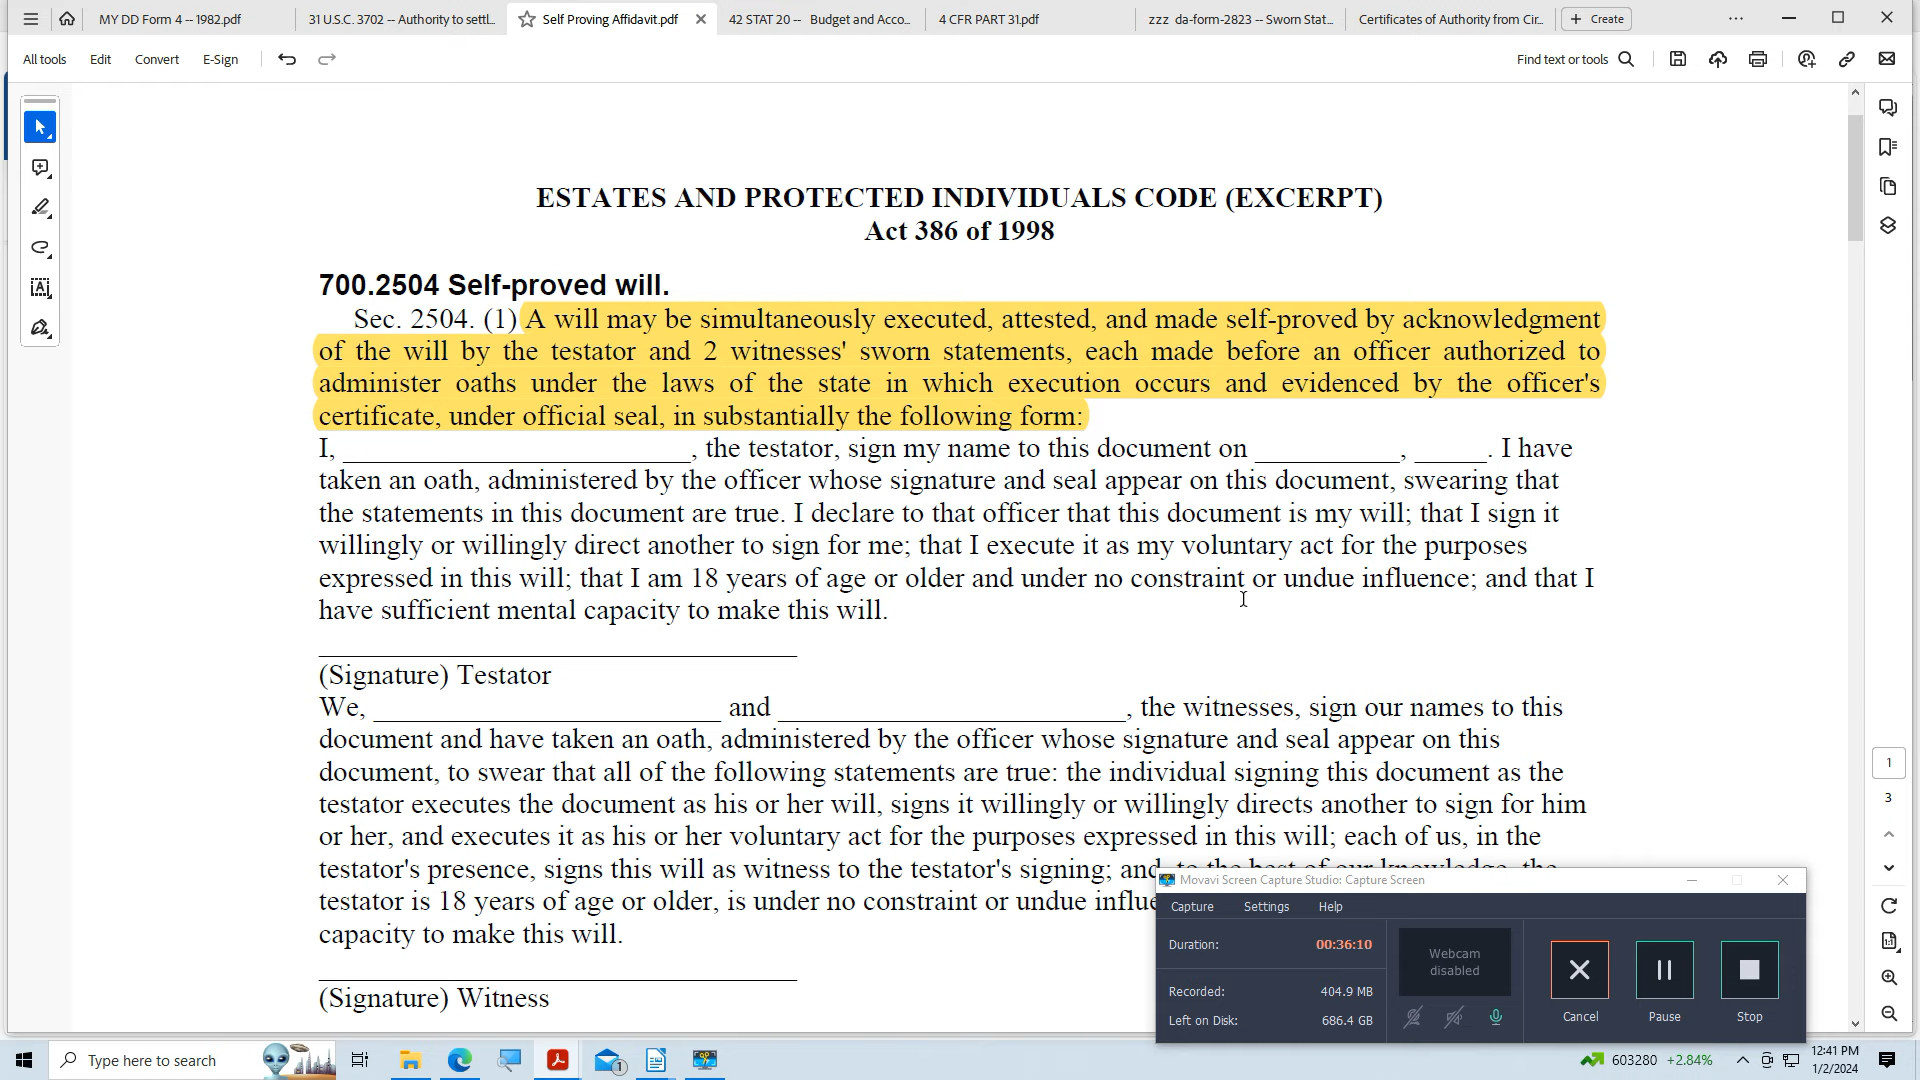 MY DD Form 4 -- 1982.pdf
31 U.S.C. 3702 -- Authority to settl...
Self Proving Affidavit.pdf
42 STAT 20 -- Budget and Acco...
4 CFR PART 31.pdf
zzz da-form-2823 -- Sworn Stat...
Certificates of Authority from Cir...
Create
All tools
Edit
Convert
E-Sign
Find text or tools
ESTATES AND PROTECTED INDIVIDUALS CODE (EXCERPT)
Act 386 of 1998
700.2504 Self-proved will.
Sec. 2504. (1) A will may be simultaneously executed, attested, and made self-proved by acknowledgment
of the will by the testator and 2 witnesses' sworn statements, each made before an officer authorized to
administer oaths under the laws of the state in which execution occurs and evidenced by the officer's
certificate, under official seal, in substantially the following form:
I, ________________________, the testator, sign my name to this document on __________, _____. I have
taken an oath, administered by the officer whose signature and seal appear on this document, swearing that
the statements in this document are true. I declare to that officer that this document is my will; that I sign it
willingly or willingly direct another to sign for me; that I execute it as my voluntary act for the purposes
expressed in this will; that I am 18 years of age or older and under no constraint or undue influence; and that I
have sufficient mental capacity to make this will.
_________________________________
(Signature) Testator
We, ________________________ and ________________________, the witnesses, sign our names to this
document and have taken an oath, administered by the officer whose signature and seal appear on this
document, to swear that all of the following statements are true: the individual signing this document as the
testator executes the document as his or her will, signs it willingly or willingly directs another to sign for him
or her, and executes it as his or her voluntary act for the purposes expressed in this will; each of us, in the
testator's presence, signs this will as witness to the testator's signing; and, to the best of our knowledge, the
testator is 18 years of age or older, is under no constraint or undue influe
capacity to make this will.
_________________________________
(Signature) Witness
1
3
Movavi Screen Capture Studio: Capture Screen
Capture
Settings
Help
Duration:
00:36:10
Webcam
disabled
Recorded:
404.9 MB
Left on Disk:
686.4 GB
Cancel
Pause
Stop
Type here to search
1
603280 +2.84%
12:41 PM
1/2/2024